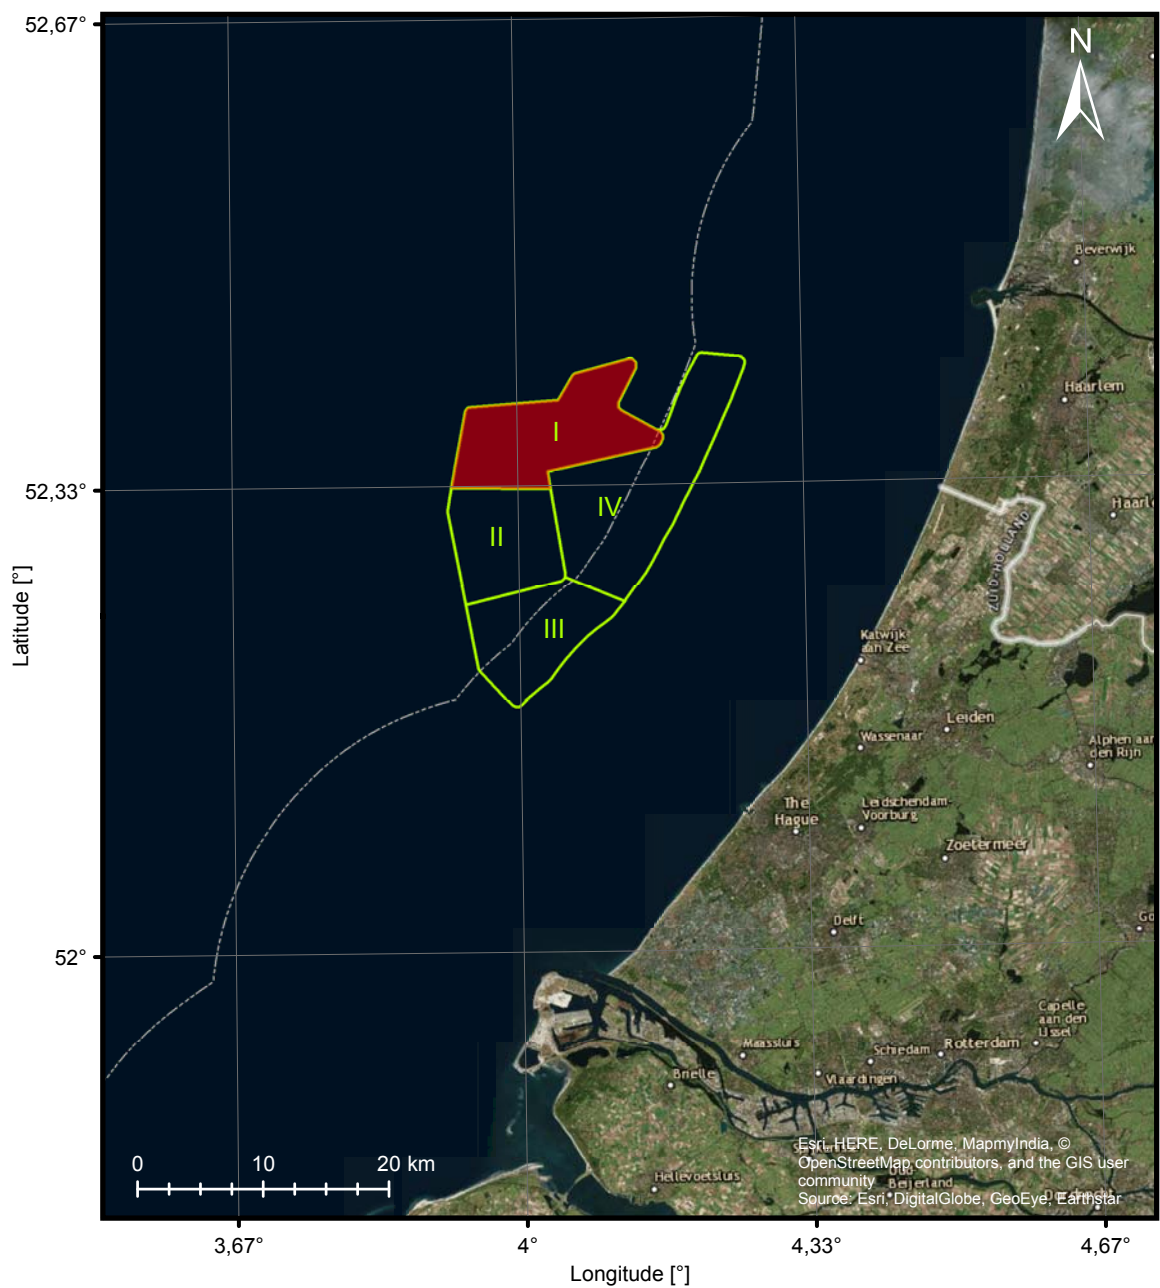 52,67°
N
Beverwijk
Haarlem
I
52,33°
IV
II
ZUID-HOLLAND
III
Katwijk
aan Zee
Latitude [°]
Leiden
Wassenaar
Alphen aan
den Rijn
The
Hague
Leidschendam-
Voorburg
Zoetermeer
Delft
Go
52°
Capelle
aan den
IJssel
Maassluis
Schiedam
Rotterdam
Brielle
Vlaardingen
Esri, HERE, DeLorme, MapmyIndia, ©
OpenStreetMap contributors, and the GIS user
community
Source: Esri, DigitalGlobe, GeoEye, Earthstar
Beijerland
Hellevoetsluis
0 10 20 km
3,67° 4° 4,33° 4,67°
Longitude [°]